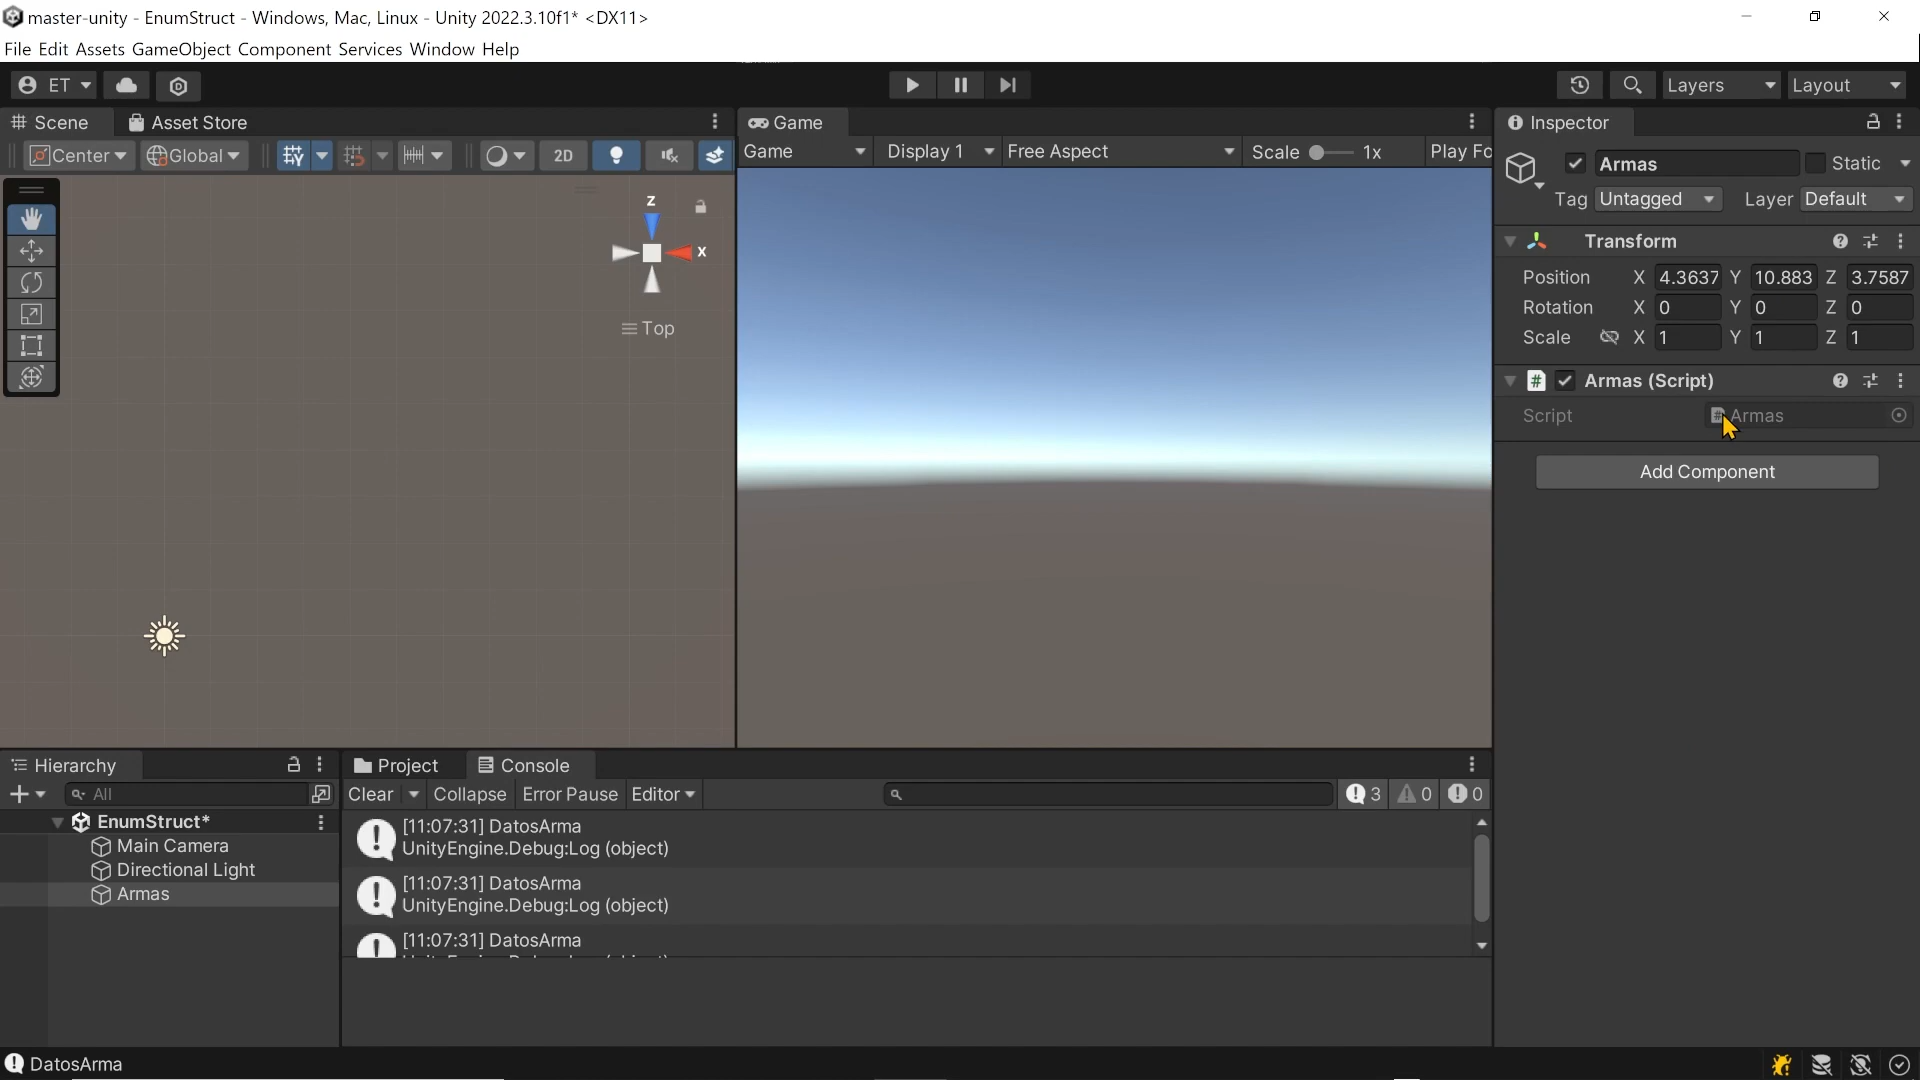 master-unity - EnumStruct - Windows, Mac, Linux - Unity 2022.3.10f1* <DX11>
File Edit Assets GameObject Component Services Window Help
ET
Layers
Layout
Scene
Asset Store
Center
Global
2D
z
x
Top
Game
Game
Display 1
Free Aspect
Scale
1x
Play Fo
Inspector
Armas
Static
Tag
Untagged
Layer
Default
Transform
Position X 4.3637 Y 10.883 Z 3.7587
Rotation X 0 Y 0 Z 0
Scale X 1 Y 1 Z 1
# Armas (Script)
Script
Armas
Add Component
Hierarchy
All
EnumStruct*
Main Camera
Directional Light
Armas
Project
Console
Clear
Collapse
Error Pause
Editor
3
0
0
[11:07:31] DatosArma
UnityEngine.Debug:Log (object)
[11:07:31] DatosArma
UnityEngine.Debug:Log (object)
[11:07:31] DatosArma
DatosArma